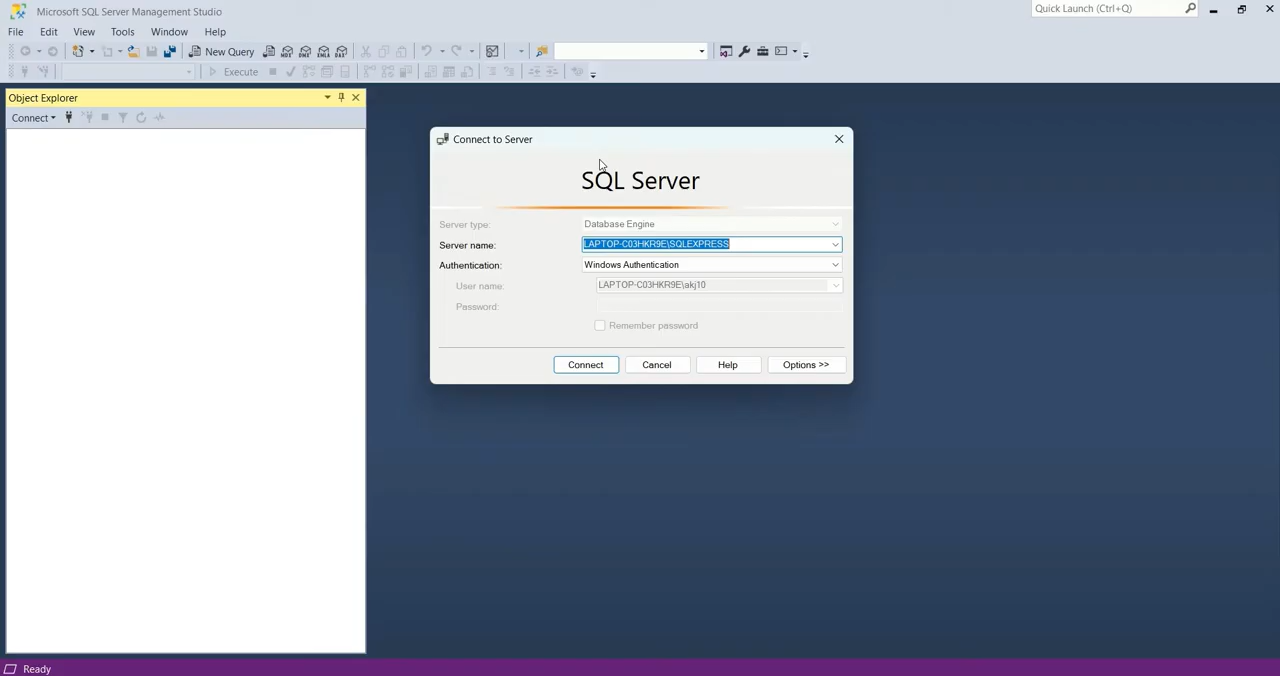 Microsoft SQL Server Management Studio
Quick Launch (Ctrl+Q)
File Edit View Tools Window Help
New Query
Execute
Object Explorer
Connect
Connect to Server
SQL Server
Server type: Database Engine
Server name: LAPTOP-C03HKR9E\SQLEXPRESS
Authentication: Windows Authentication
User name: LAPTOP-C03HKR9E\akj10
Password:
Remember password
Connect Cancel Help Options >>
Ready